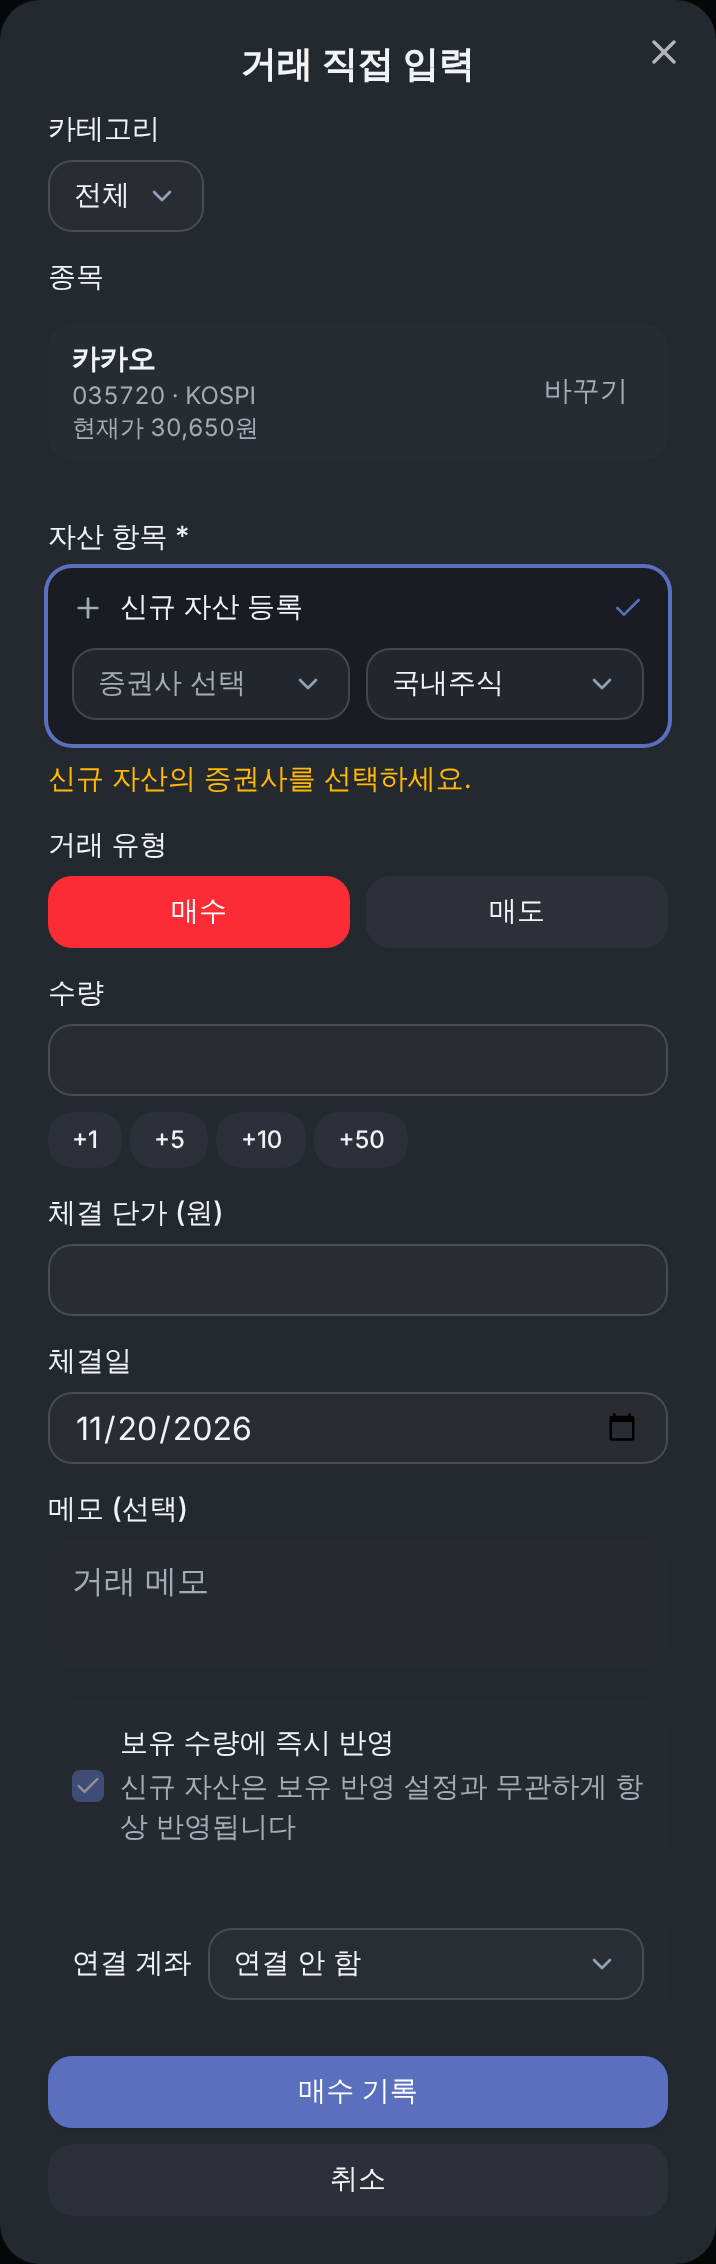 거래 직접 입력
카테고리
전체
종목
카카오
035720 · KOSPI
현재가 30,650원
바꾸기
자산 항목 *
신규 자산 등록
증권사 선택
국내주식
신규 자산의 증권사를 선택하세요.
거래 유형
매수
매도
수량
+1
+5
+10
+50
체결 단가 (원)
체결일
11/20/2026
메모 (선택)
거래 메모
보유 수량에 즉시 반영
신규 자산은 보유 반영 설정과 무관하게 항
상 반영됩니다
연결 계좌
연결 안 함
매수 기록
취소